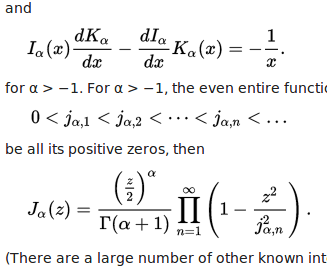 and
I_α(x) dK_α/dx − dI_α/dx K_α(x) = −1/x.
for α > −1. For α > −1, the even entire functi
0 < j_{α,1} < j_{α,2} < ⋯ < j_{α,n} < …
be all its positive zeros, then
J_α(z) = (z/2)^α / Γ(α + 1) ∏_{n=1}^∞ (1 − z²/j²_{α,n}).
(There are a large number of other known int